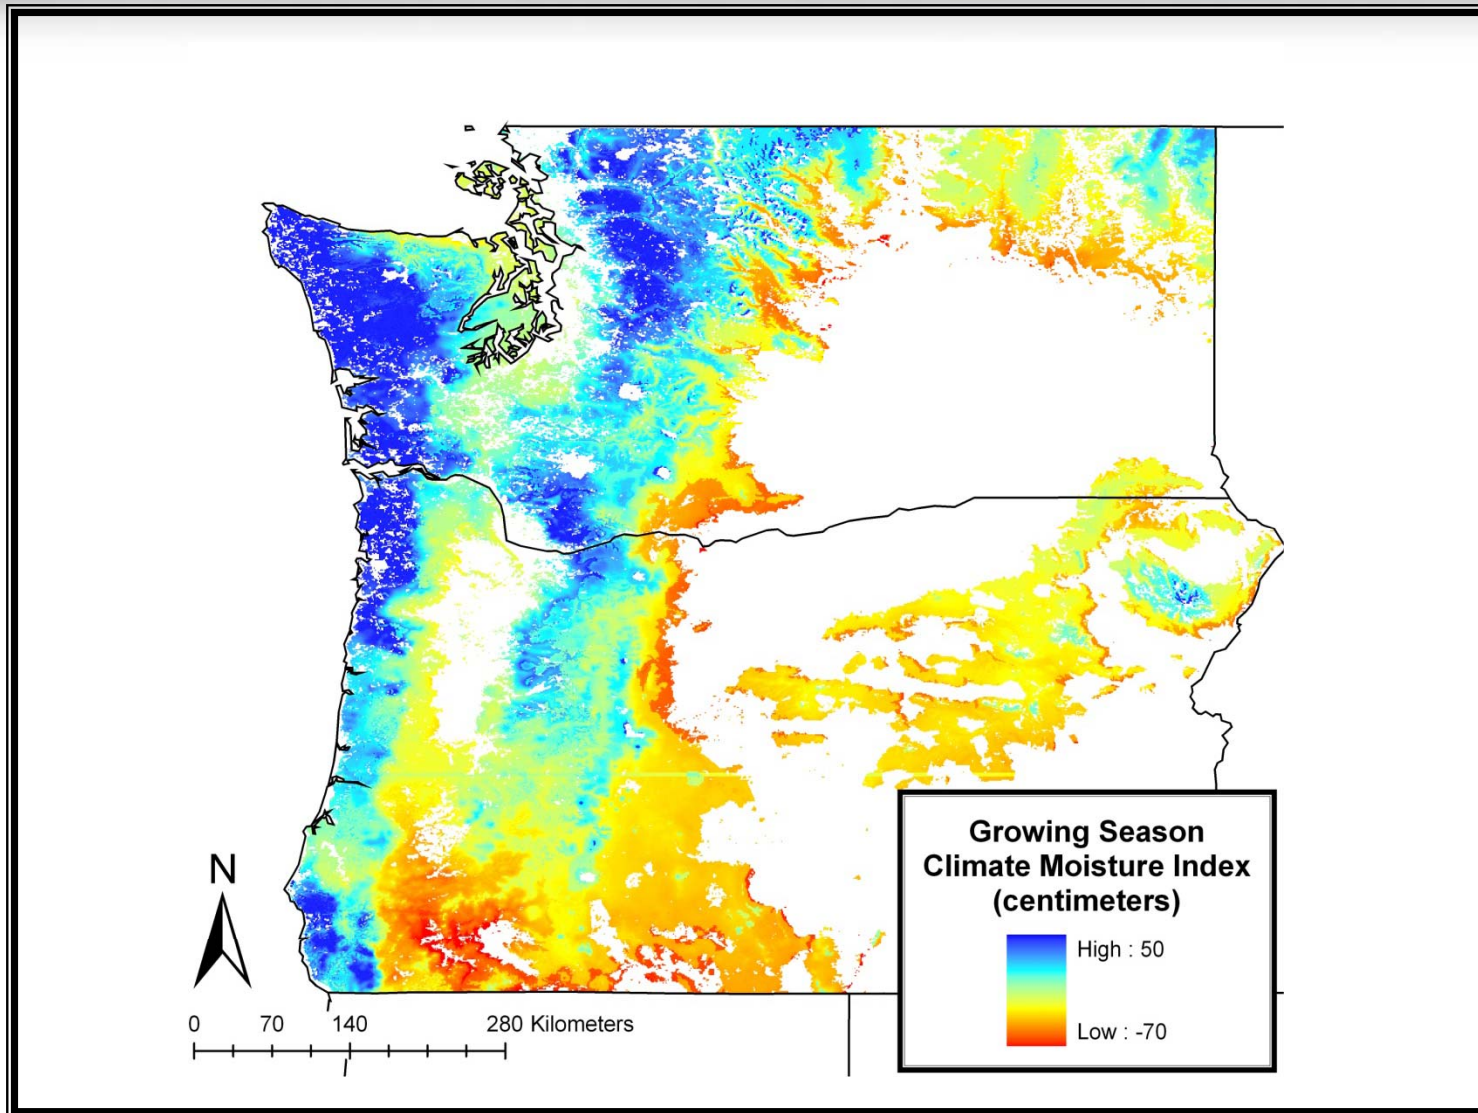 Growing Season
Climate Moisture Index
(centimeters)
High : 50
Low : -70
N
0 70 140 280 Kilometers